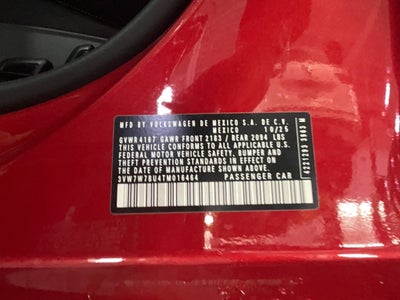 MFD. BY VOLKSWAGEN DE MEXICO S.A. DE C.V.
MEXICO 10/25
GVWR 4167 GAWR FRONT 2183 / REAR 2094 LBS
THIS VEHICLE CONFORMS TO ALL APPLICABLE
FEDERAL MOTOR VEHICLE SAFETY, BUMPER AND
THEFT PREVENTION STANDARDS IN EFFECT ON THE
DATE OF MANUFACTURE SHOWN ABOVE.
3VW7W7BU4TM011484 PASSENGER CAR